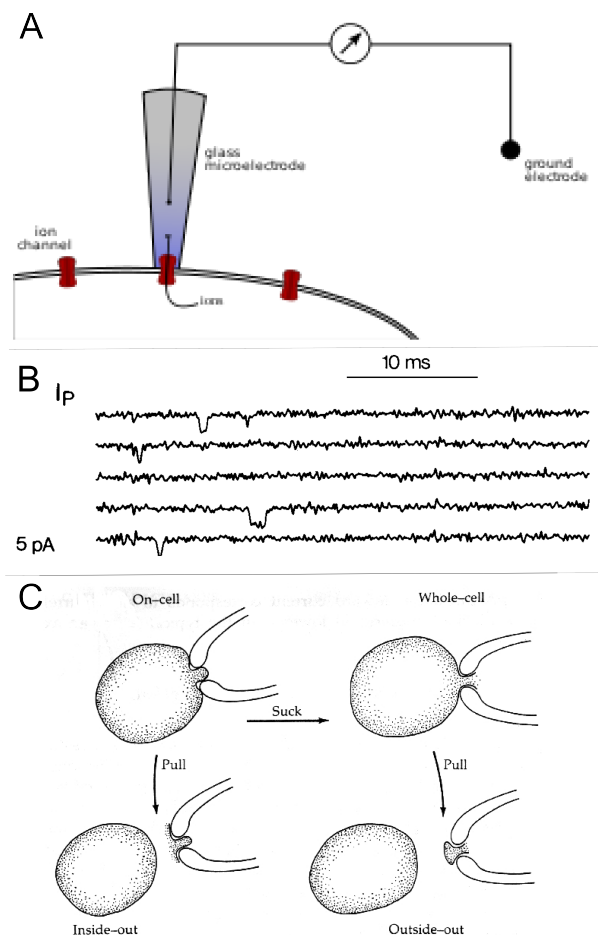 A
glass
microelectrode
ground
electrode
ion
channel
ions
B
10 ms
IP
5 pA
C
On–cell
Whole–cell
Suck
Pull
Pull
Inside–out
Outside–out